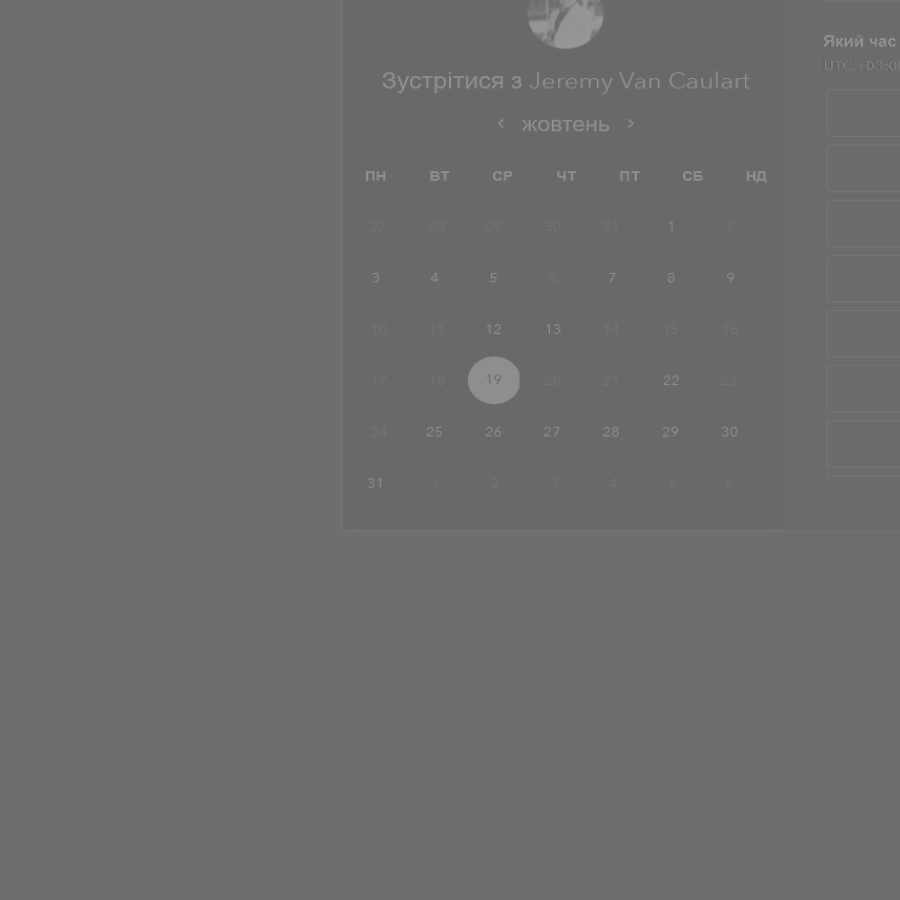 Який час
UTC +03:0
Зустрітися з Jeremy Van Caulart
жовтень
ПН ВТ СР ЧТ ПТ СБ НД
27 28 29 30 31 1 2
3 4 5 6 7 8 9
10 11 12 13 14 15 16
17 18 19 20 21 22 23
24 25 26 27 28 29 30
31 1 2 3 4 5 6